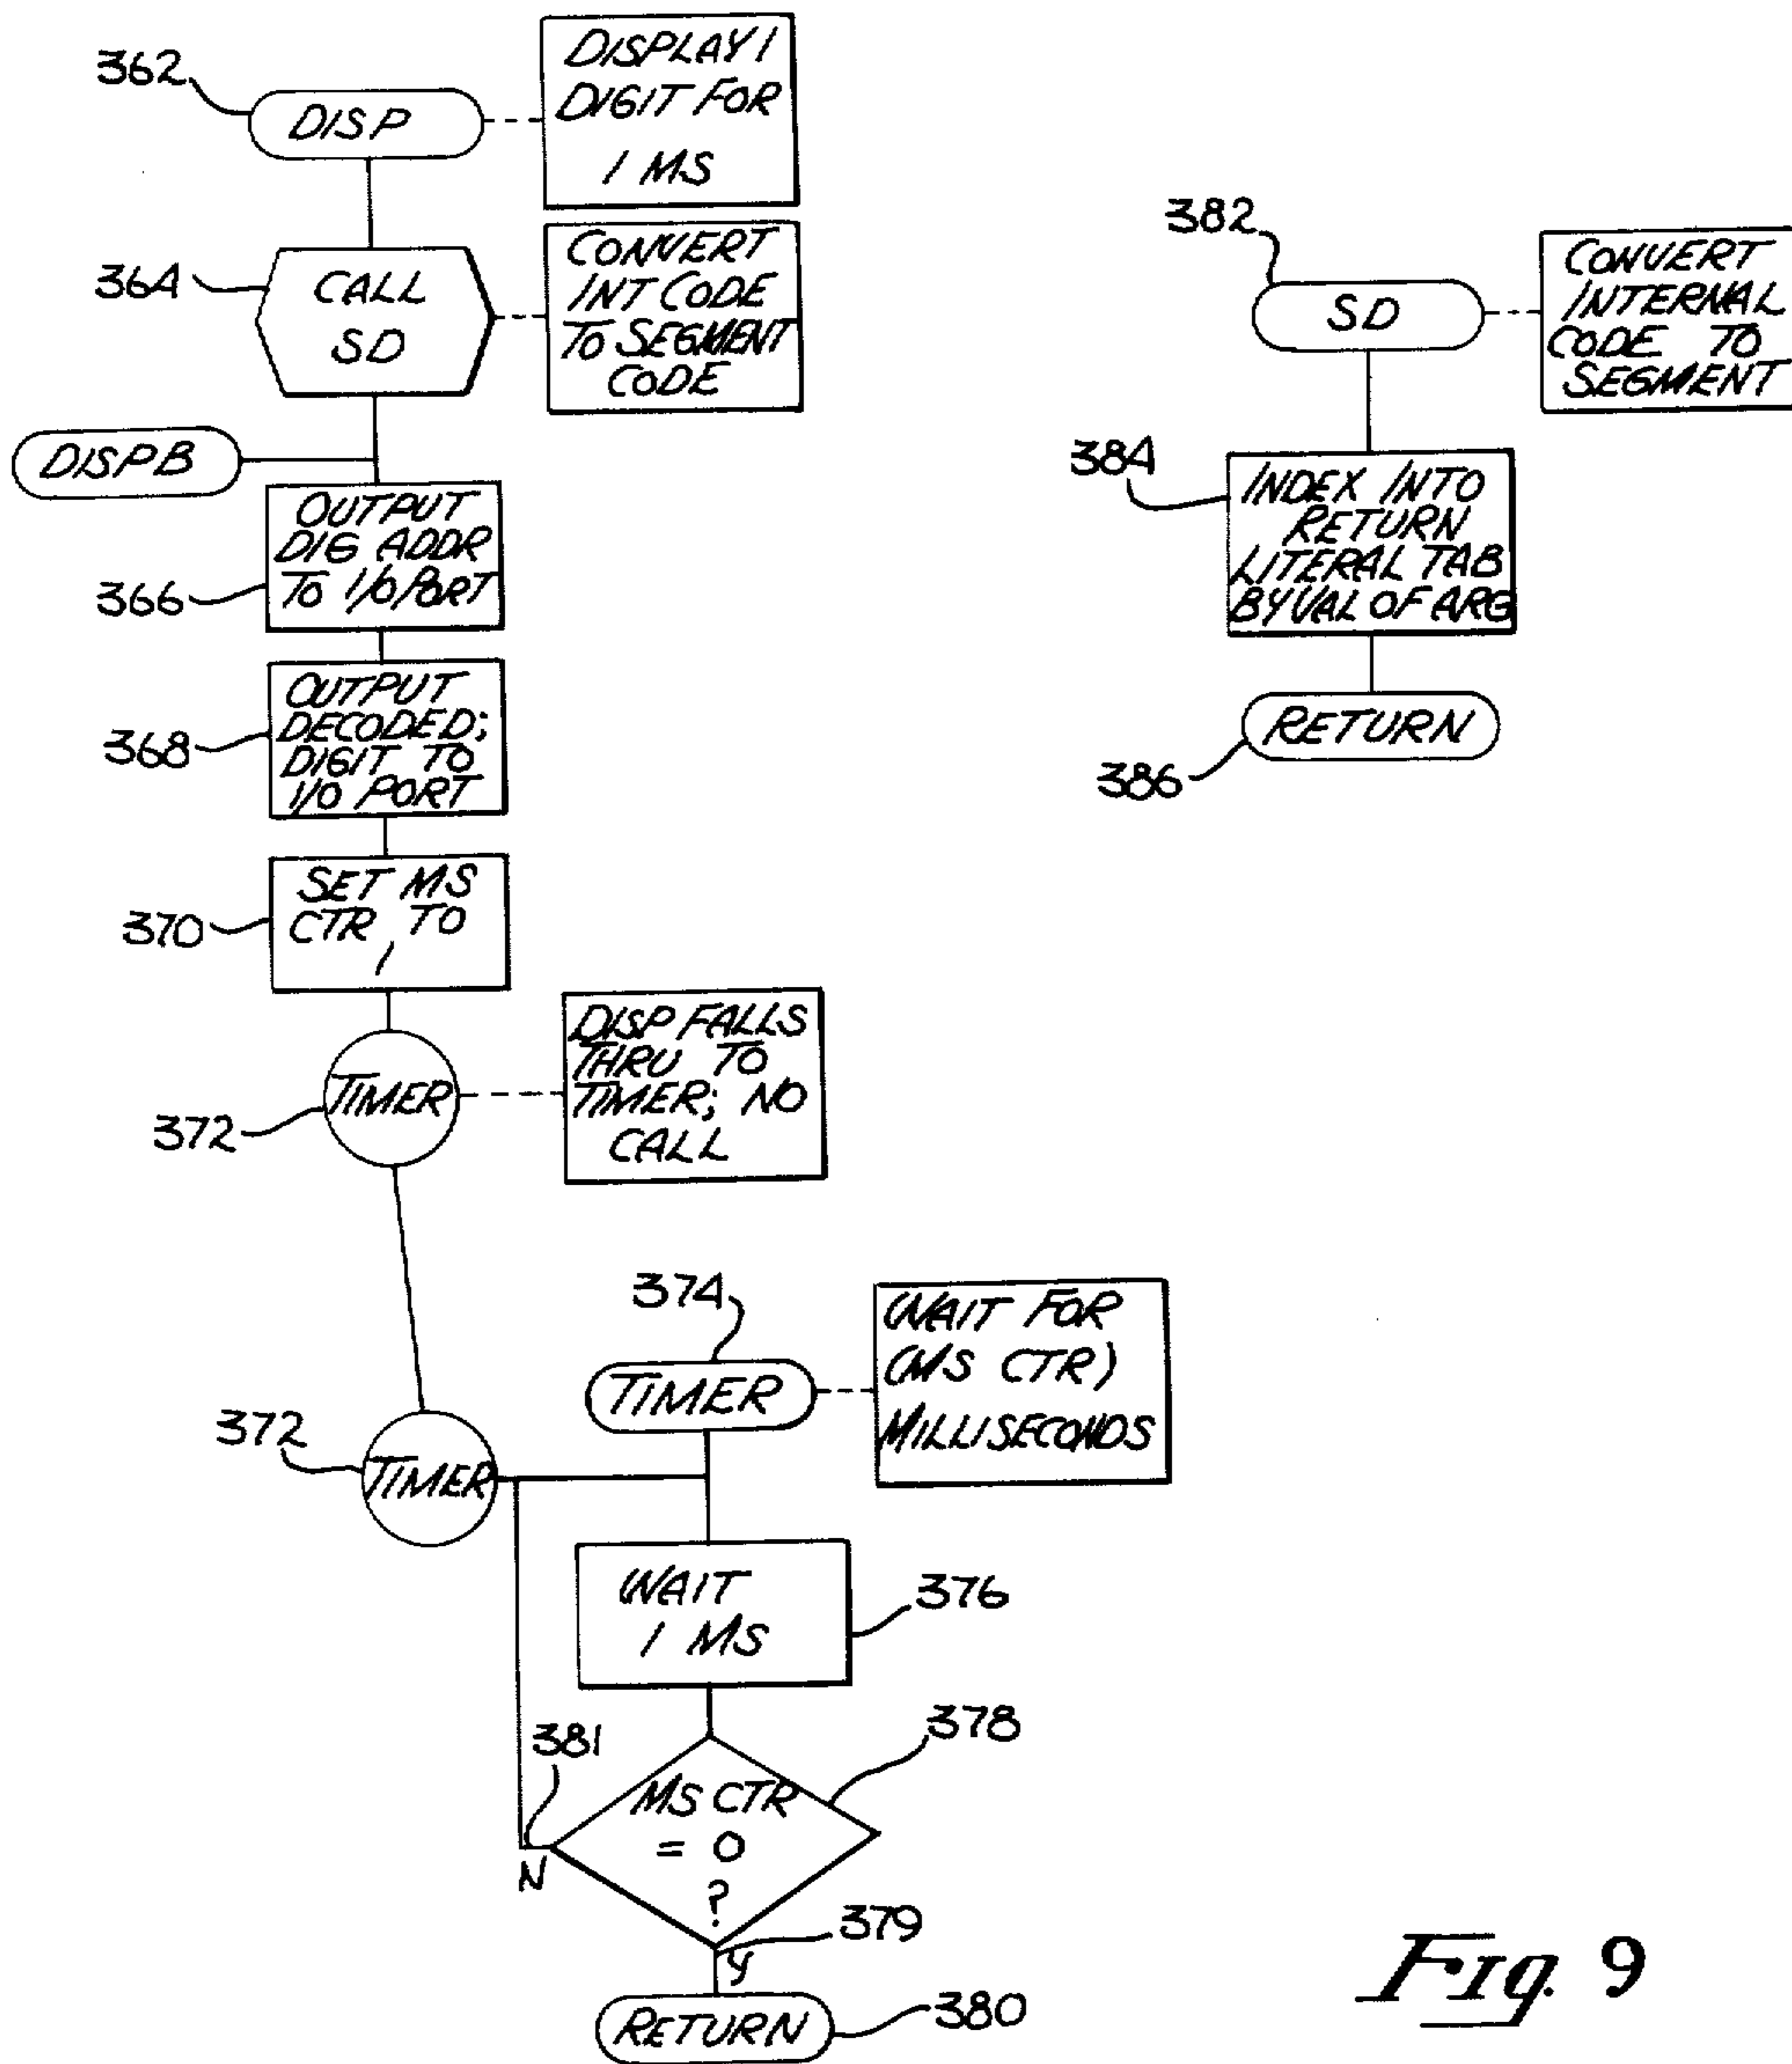 362
DISP
DISPLAY 1
DIGIT FOR
1 MS
364
CALL
SD
CONVERT
INT CODE
TO SEGMENT
CODE
DISPB
OUTPUT
DIG ADDR
TO I/O PORT
366
OUTPUT
DECODED;
DIGIT TO
I/O PORT
368
SET MS
CTR TO
1
370
TIMER
372
DISP FALLS
THRU TO
TIMER; NO
CALL
372
TIMER
374
TIMER
WAIT FOR
(MS CTR)
MILLISECONDS
WAIT
1 MS
376
378
381
MS CTR
= 0
?
N
379
Y
RETURN
380
382
SD
CONVERT
INTERNAL
CODE TO
SEGMENT
384
INDEX INTO
RETURN
LITERAL TAB
BY VAL OF ARG
RETURN
386
Fig. 9